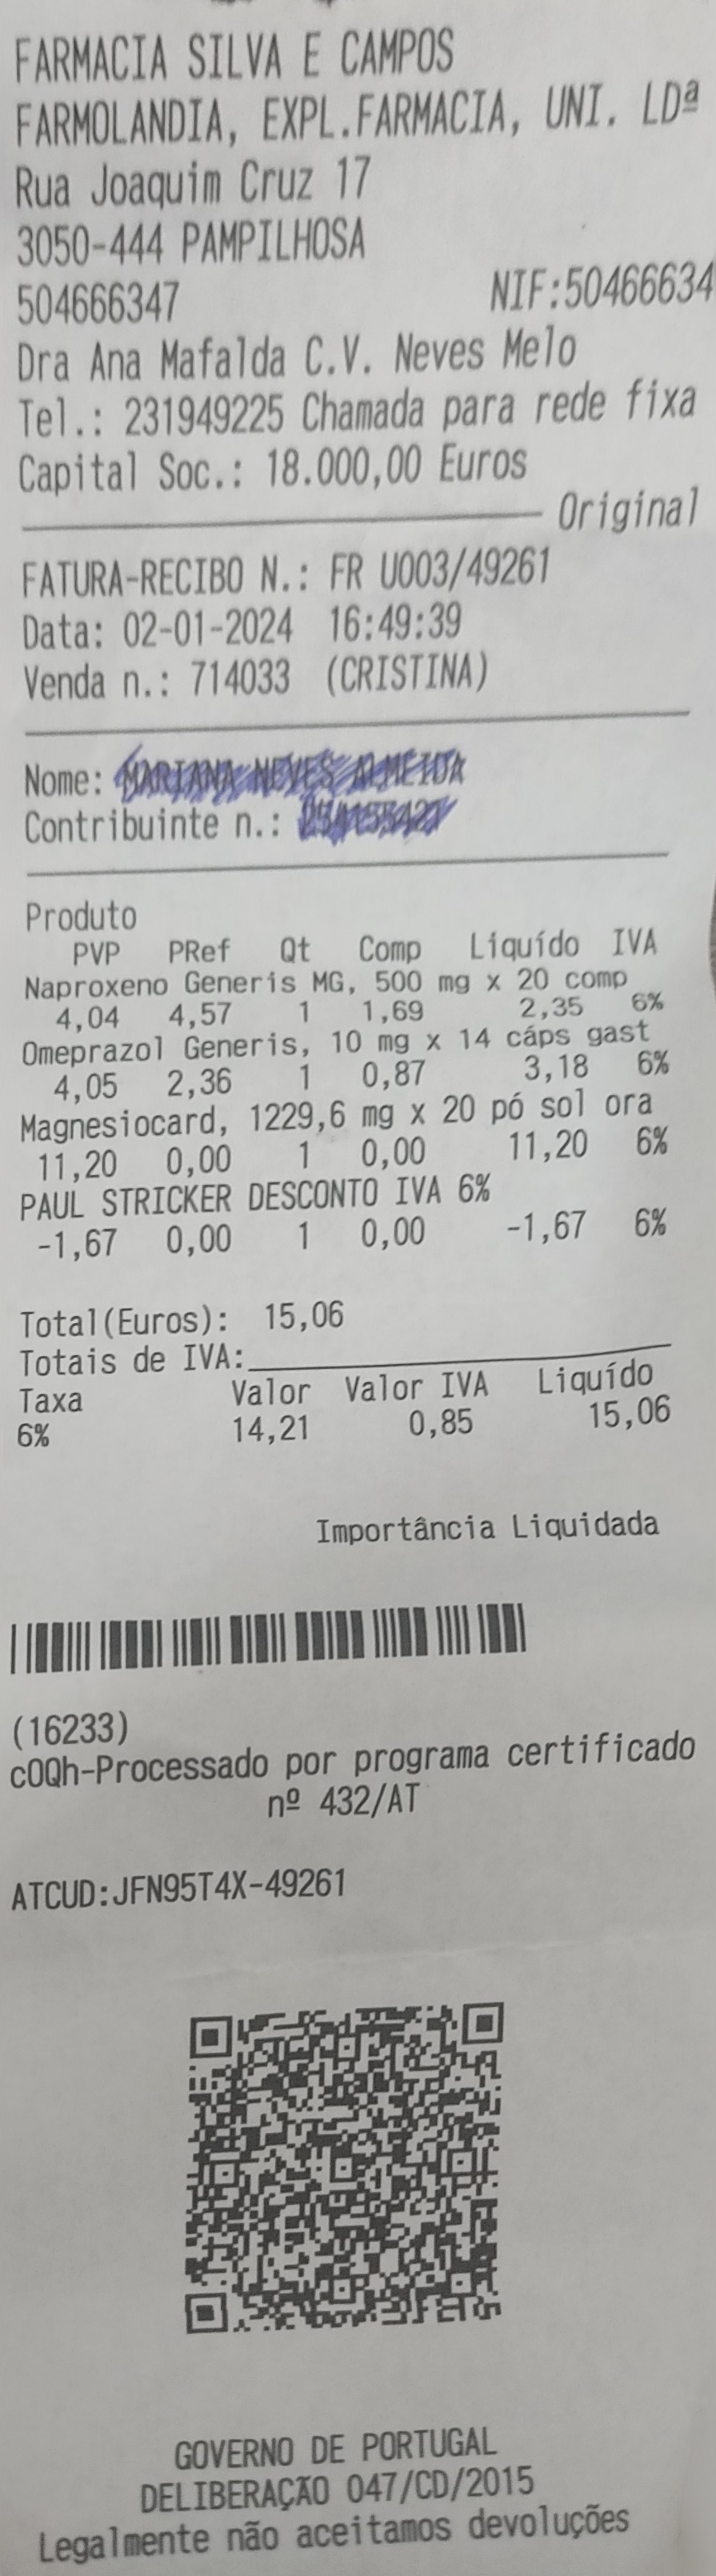 FARMACIA SILVA E CAMPOS
FARMOLANDIA, EXPL.FARMACIA, UNI. LDª
Rua Joaquim Cruz 17
3050-444 PAMPILHOSA
504666347 NIF:50466634
Dra Ana Mafalda C.V. Neves Melo
Tel.: 231949225 Chamada para rede fixa
Capital Soc.: 18.000,00 Euros
Original
FATURA-RECIBO N.: FR U003/49261
Data: 02-01-2024 16:49:39
Venda n.: 714033 (CRISTINA)
Nome:
Contribuinte n.:
Produto
PVP PRef Qt Comp Liquído IVA
Naproxeno Generis MG, 500 mg x 20 comp
4,04 4,57 1 1,69 2,35 6%
Omeprazol Generis, 10 mg x 14 cáps gast
4,05 2,36 1 0,87 3,18 6%
Magnesiocard, 1229,6 mg x 20 pó sol ora
11,20 0,00 1 0,00 11,20 6%
PAUL STRICKER DESCONTO IVA 6%
-1,67 0,00 1 0,00 -1,67 6%
Total(Euros): 15,06
Totais de IVA:
Taxa Valor Valor IVA Liquído
6% 14,21 0,85 15,06
Importância Liquidada
(16233)
cOQh-Processado por programa certificado
nº 432/AT
ATCUD:JFN95T4X-49261
GOVERNO DE PORTUGAL
DELIBERAÇÃO 047/CD/2015
Legalmente não aceitamos devoluções